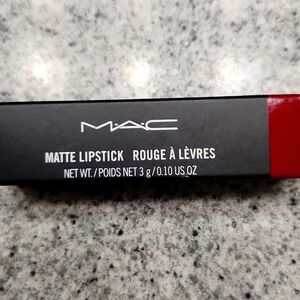 MAC
MATTE LIPSTICK ROUGE À LÈVRES
NET WT./POIDS NET 3 g/0.10 US OZ